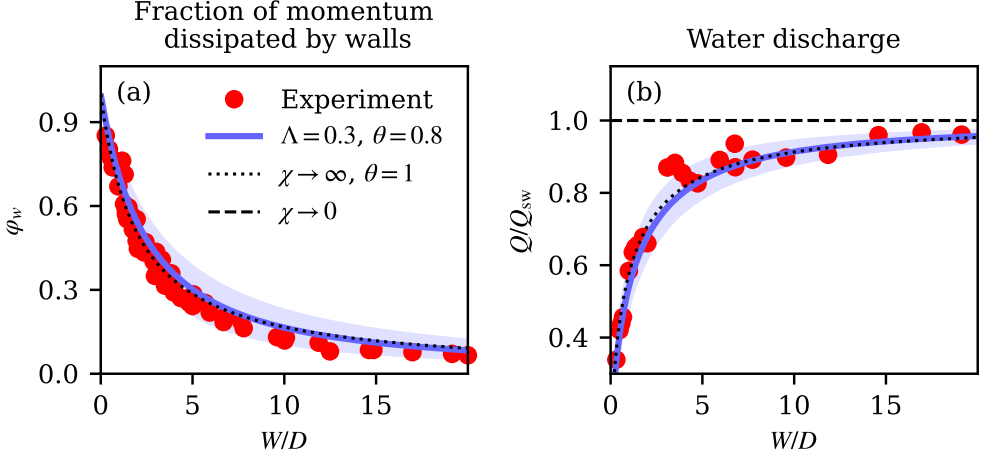 Fraction of momentum
dissipated by walls
(a)
Experiment
Λ = 0.3, θ = 0.8
χ → ∞, θ = 1
χ → 0
0.9
0.6
0.3
0.0
φw
0 5 10 15
W/D
Water discharge
(b)
1.0
0.8
0.6
0.4
Q/Qsw
0 5 10 15
W/D